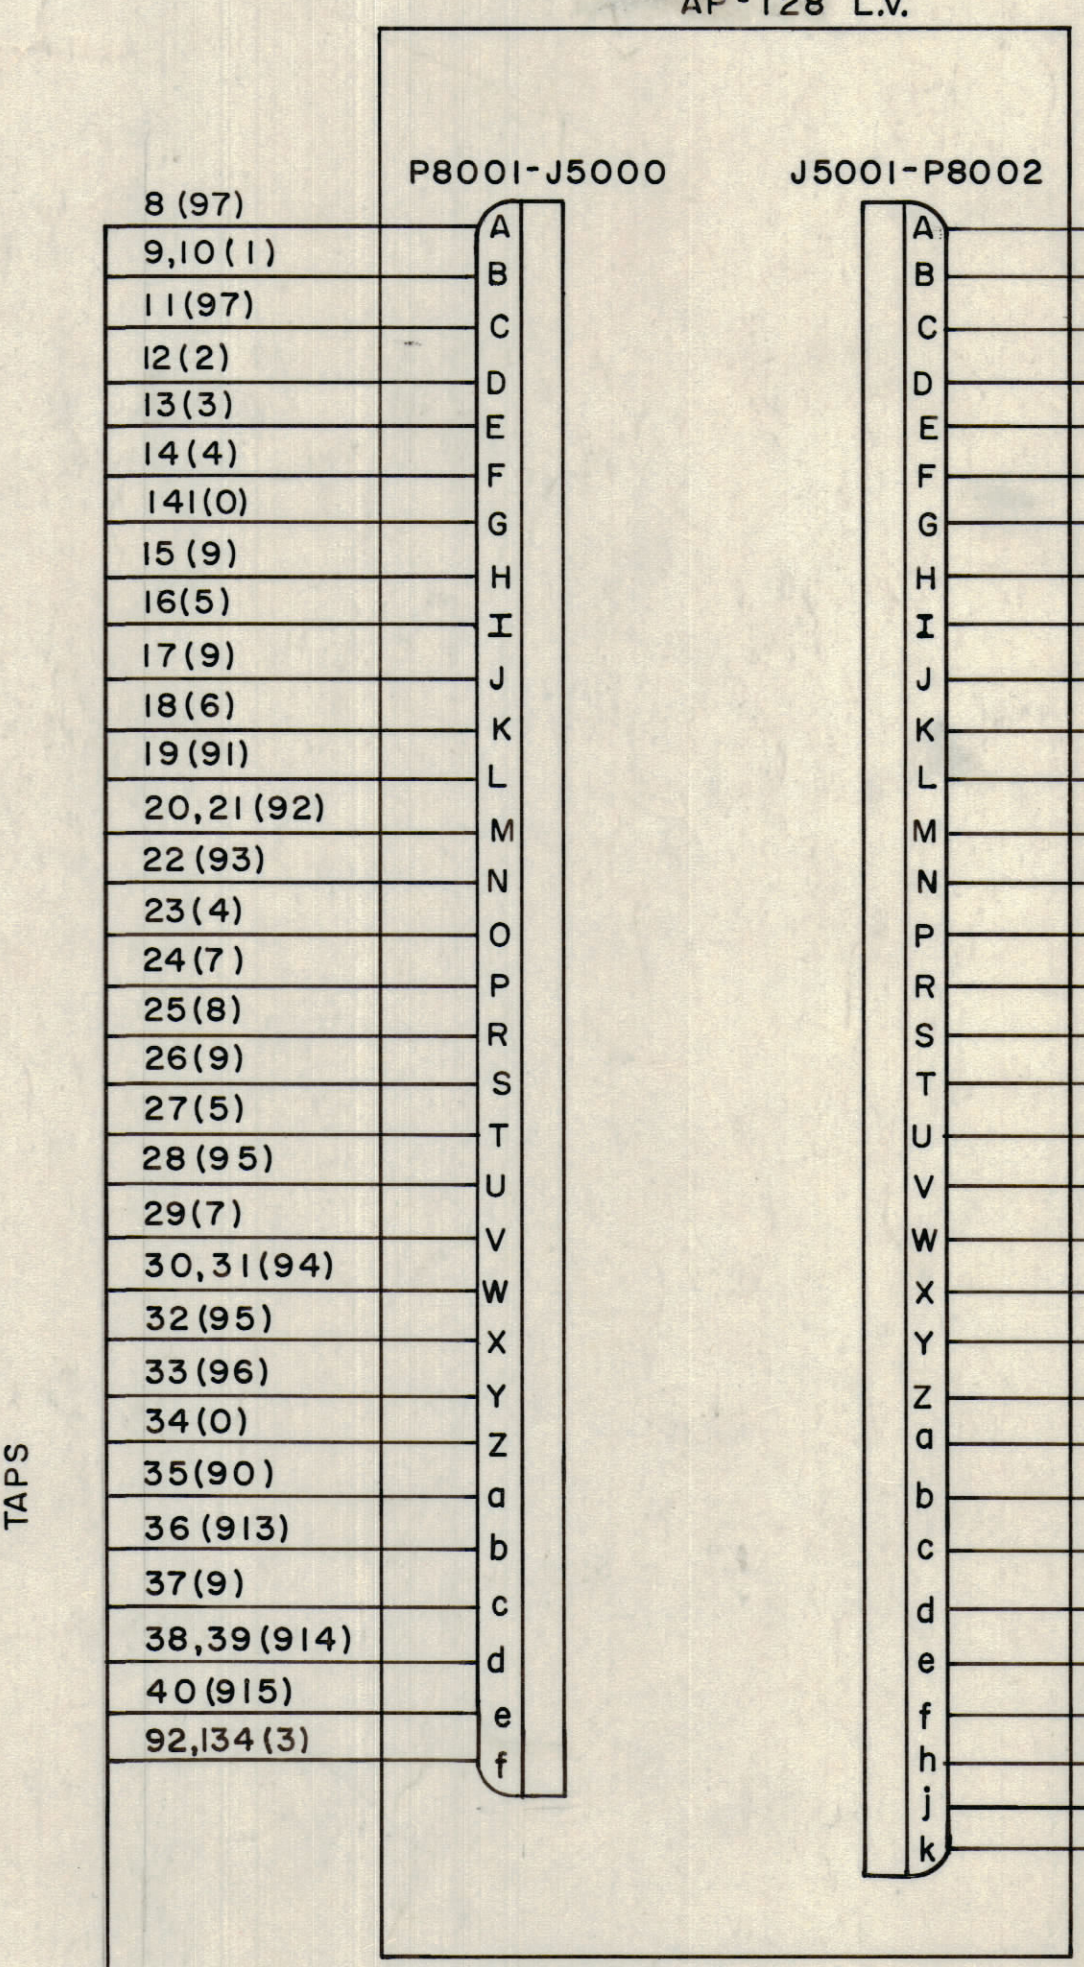 AP-128 L.V.
P8001-J5000
J5001-P8002
8 (97)
A
A
9,10(1)
B
B
11(97)
C
C
12(2)
D
D
13(3)
E
E
14(4)
F
F
141(0)
G
G
15(9)
H
H
16(5)
I
I
17(9)
J
J
18(6)
K
K
19(91)
L
L
20,21(92)
M
M
22(93)
N
N
23(4)
O
P
24(7)
P
R
25(8)
R
S
26(9)
S
T
27(5)
T
U
28(95)
U
V
29(7)
V
W
30,31(94)
W
X
32(95)
X
Y
33(96)
Y
Z
34(0)
Z
a
35(90)
a
b
36(913)
b
c
37(9)
c
d
38,39(914)
d
e
40(915)
e
f
92,134(3)
f
h
j
k
TAPS